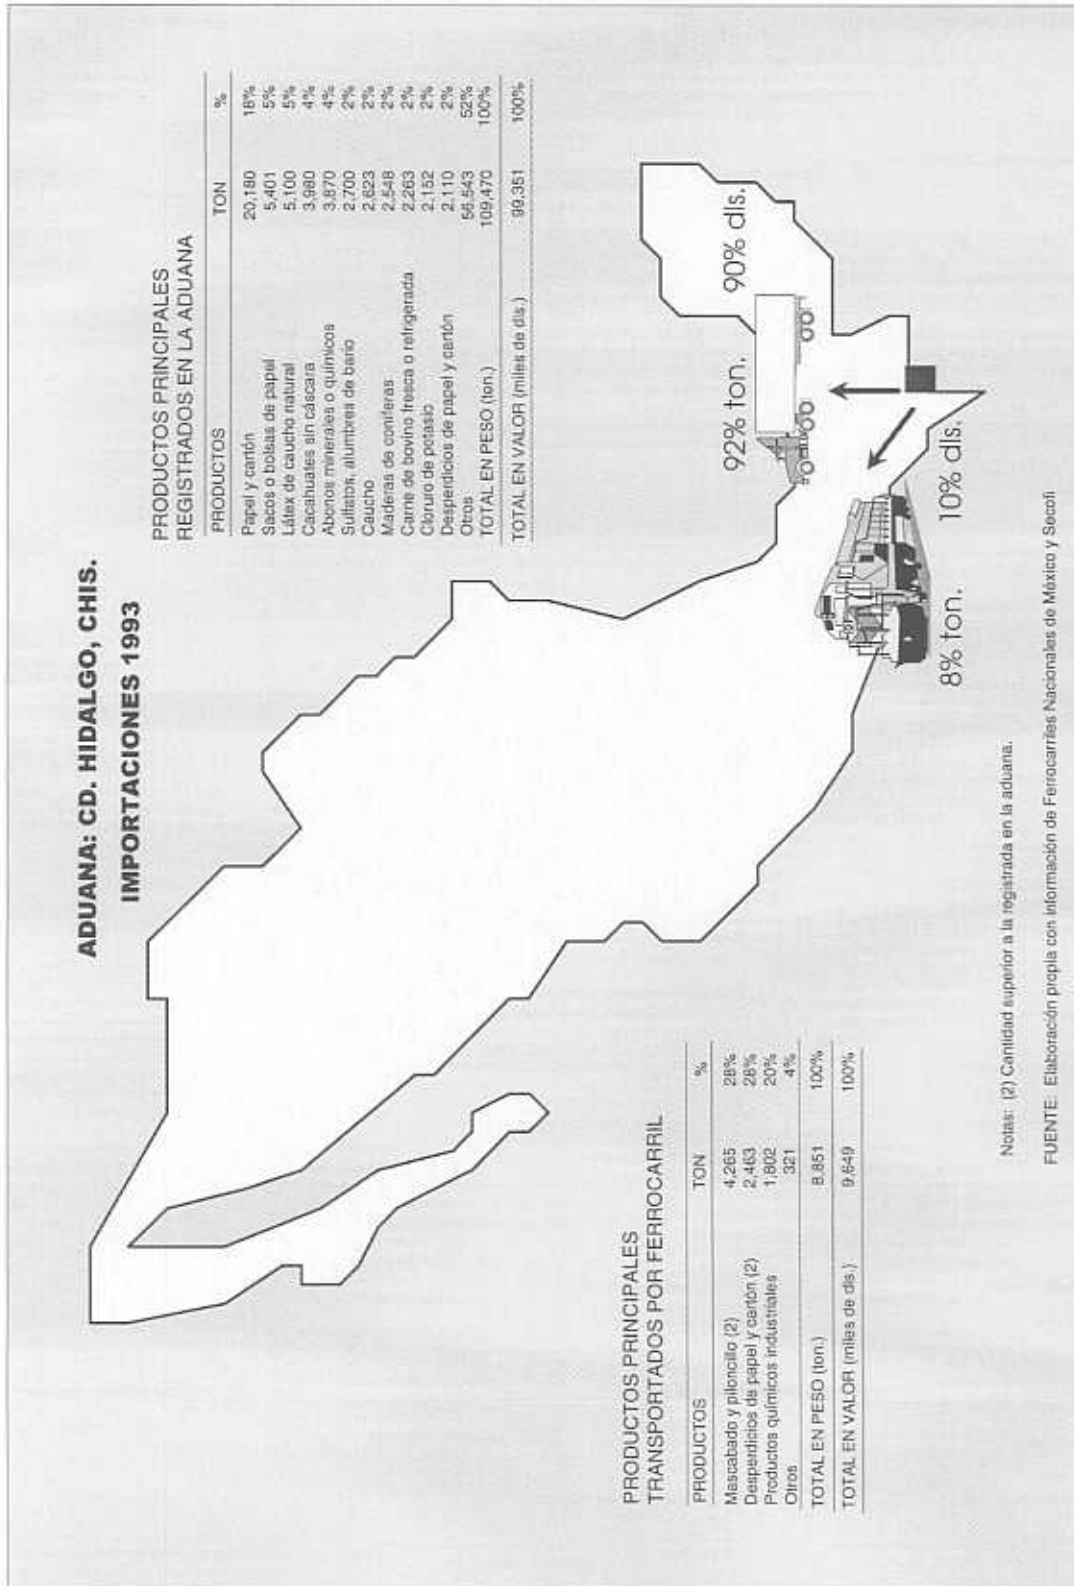 ADUANA: CD. HIDALGO, CHIS.
IMPORTACIONES 1993
PRODUCTOS PRINCIPALES
REGISTRADOS EN LA ADUANA
PRODUCTOS TON %
Papel y cartón 20,180 18%
Sacos o bolsas de papel 5,401 5%
Látex de caucho natural 5,100 5%
Cacahuates sin cáscara 3,980 4%
Abonos minerales o químicos 3,870 4%
Sulfatos, alumbrea de bario 2,700 2%
Caucho 2,623 2%
Maderas de coníferas 2,548 2%
Carne de bovino fresca o refrigerada 2,263 2%
Cloruro de potasio 2,152 2%
Desperdicios de papel y cartón 2,110 2%
Otros 56,543 52%
TOTAL EN PESO (ton.) 109,470 100%
TOTAL EN VALOR (miles de dls.) 99,351 100%
92% ton. 90% dls.
8% ton. 10% dls.
PRODUCTOS PRINCIPALES
TRANSPORTADOS POR FERROCARRIL
PRODUCTOS TON %
Mascabado y piloncillo (2) 4,265 28%
Desperdicios de papel y cartón (2) 2,463 28%
Productos químicos industriales 1,802 20%
Otros 321 4%
TOTAL EN PESO (ton.) 8,851 100%
TOTAL EN VALOR (miles de dls.) 9,649 100%
Notas: (2) Cantidad superior a la registrada en la aduana.
FUENTE: Elaboración propia con información de Ferrocarriles Nacionales de México y Secofi